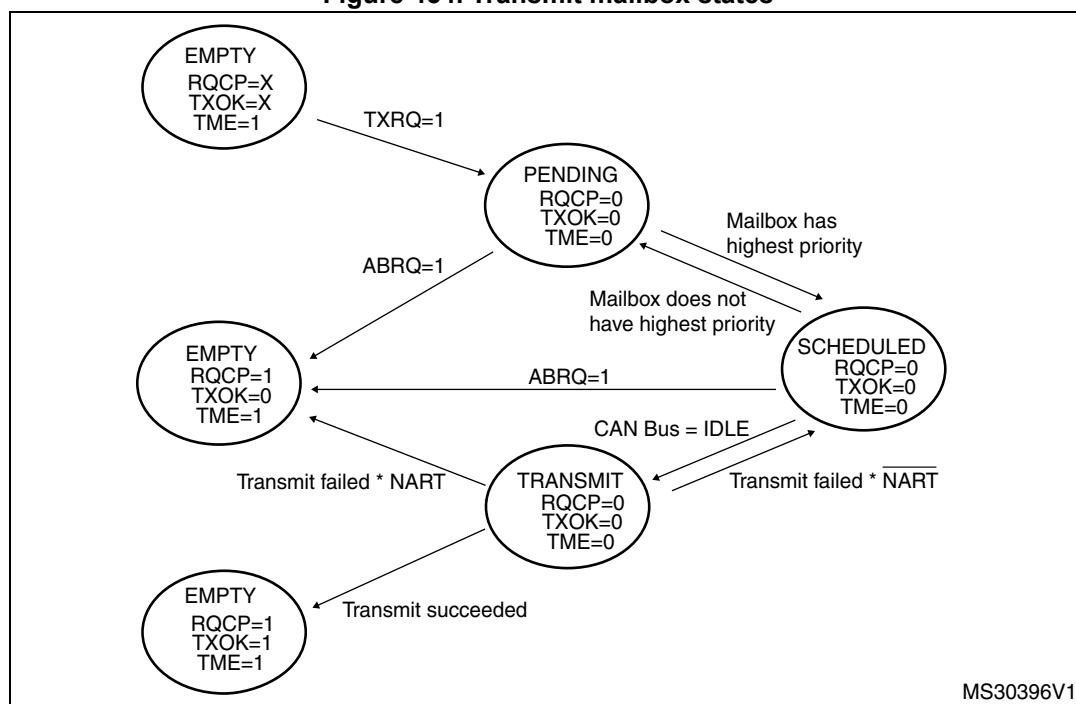 EMPTY
RQCP=X
TXOK=X
TME=1
TXRQ=1
PENDING
RQCP=0
TXOK=0
TME=0
Mailbox has
highest priority
ABRQ=1
Mailbox does not
have highest priority
EMPTY
RQCP=1
TXOK=0
TME=1
ABRQ=1
SCHEDULED
RQCP=0
TXOK=0
TME=0
CAN Bus = IDLE
Transmit failed * NART
TRANSMIT
RQCP=0
TXOK=0
TME=0
Transmit failed * N̅A̅R̅T̅
EMPTY
RQCP=1
TXOK=1
TME=1
Transmit succeeded
MS30396V1